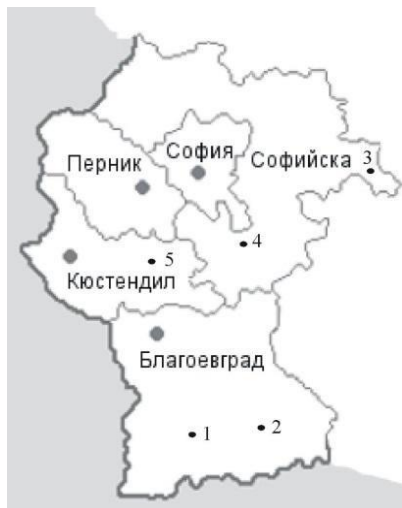 София
Перник
Софийска
3
4
5
Кюстендил
Благоевград
1
2